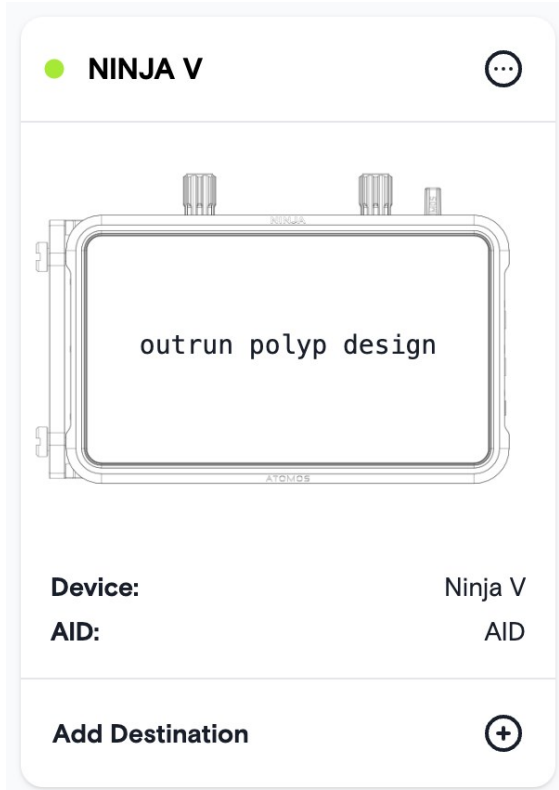 NINJA V
NINJA
outrun polyp design
ATOMOS
Device: Ninja V
AID: AID
Add Destination